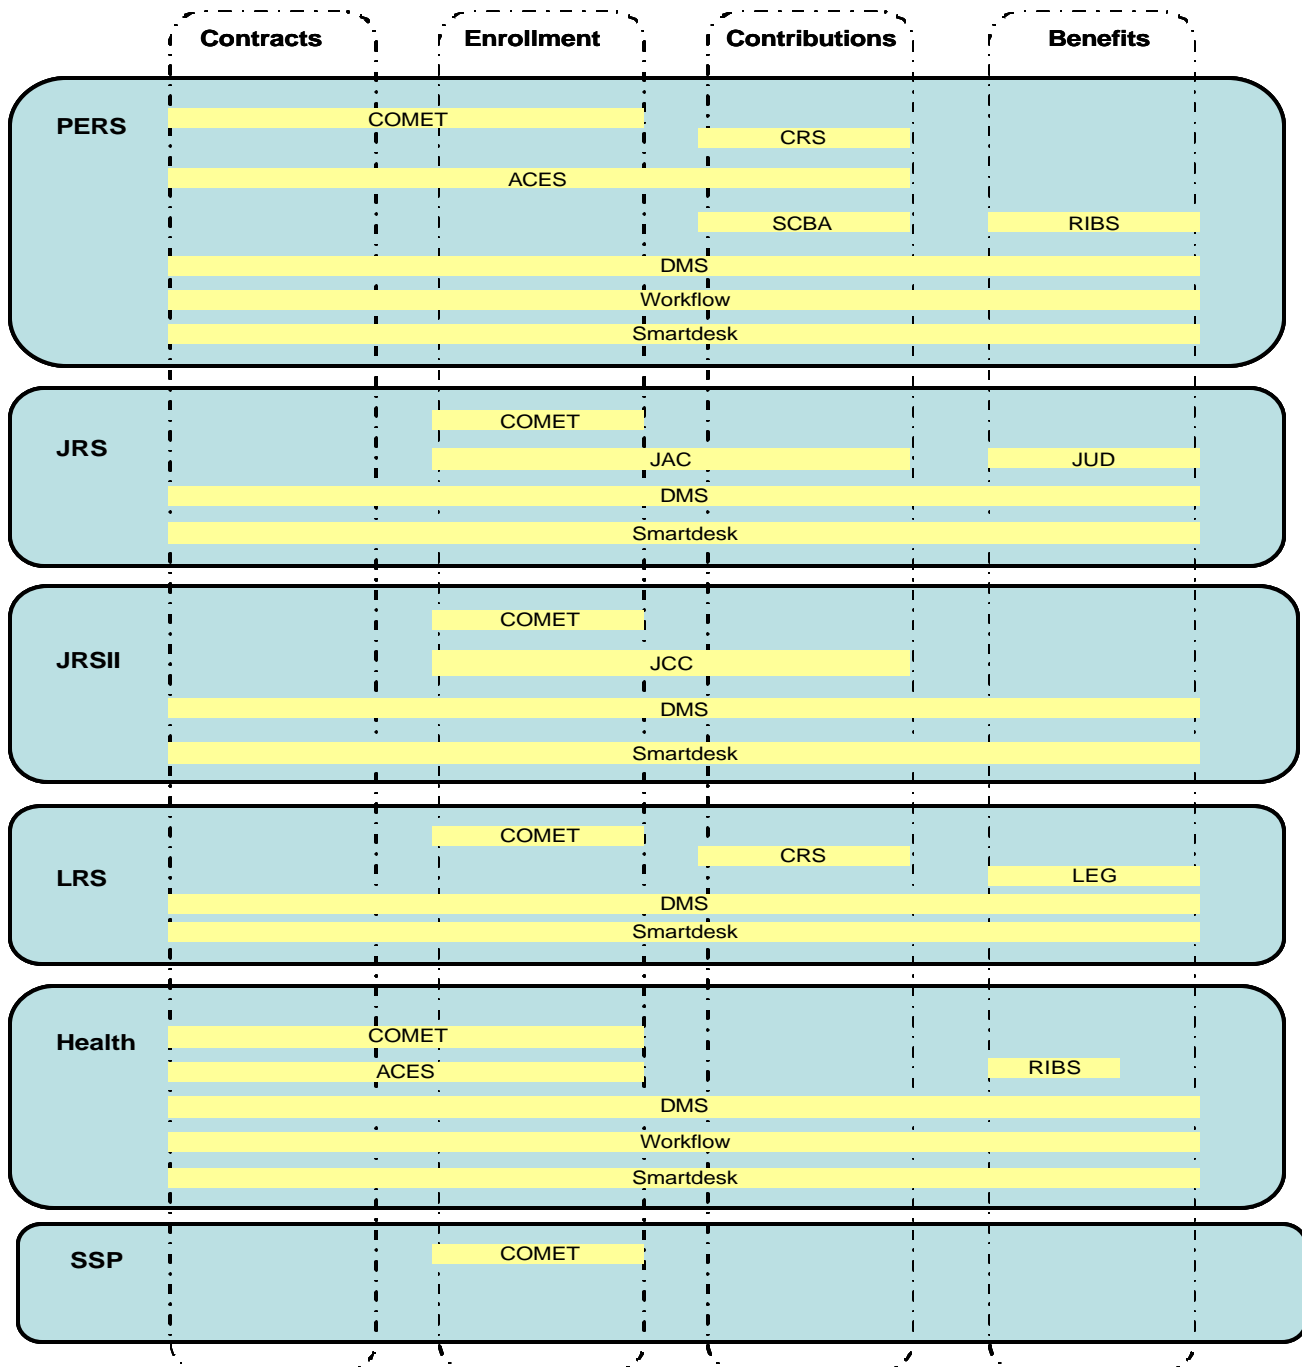 Contracts Enrollment Contributions Benefits
PERS
COMET
CRS
ACES
SCBA RIBS
DMS
Workflow
Smartdesk
JRS
COMET
JAC JUD
DMS
Smartdesk
JRSII
COMET
JCC
DMS
Smartdesk
LRS
COMET
CRS
LEG
DMS
Smartdesk
Health
COMET
ACES RIBS
DMS
Workflow
Smartdesk
SSP
COMET